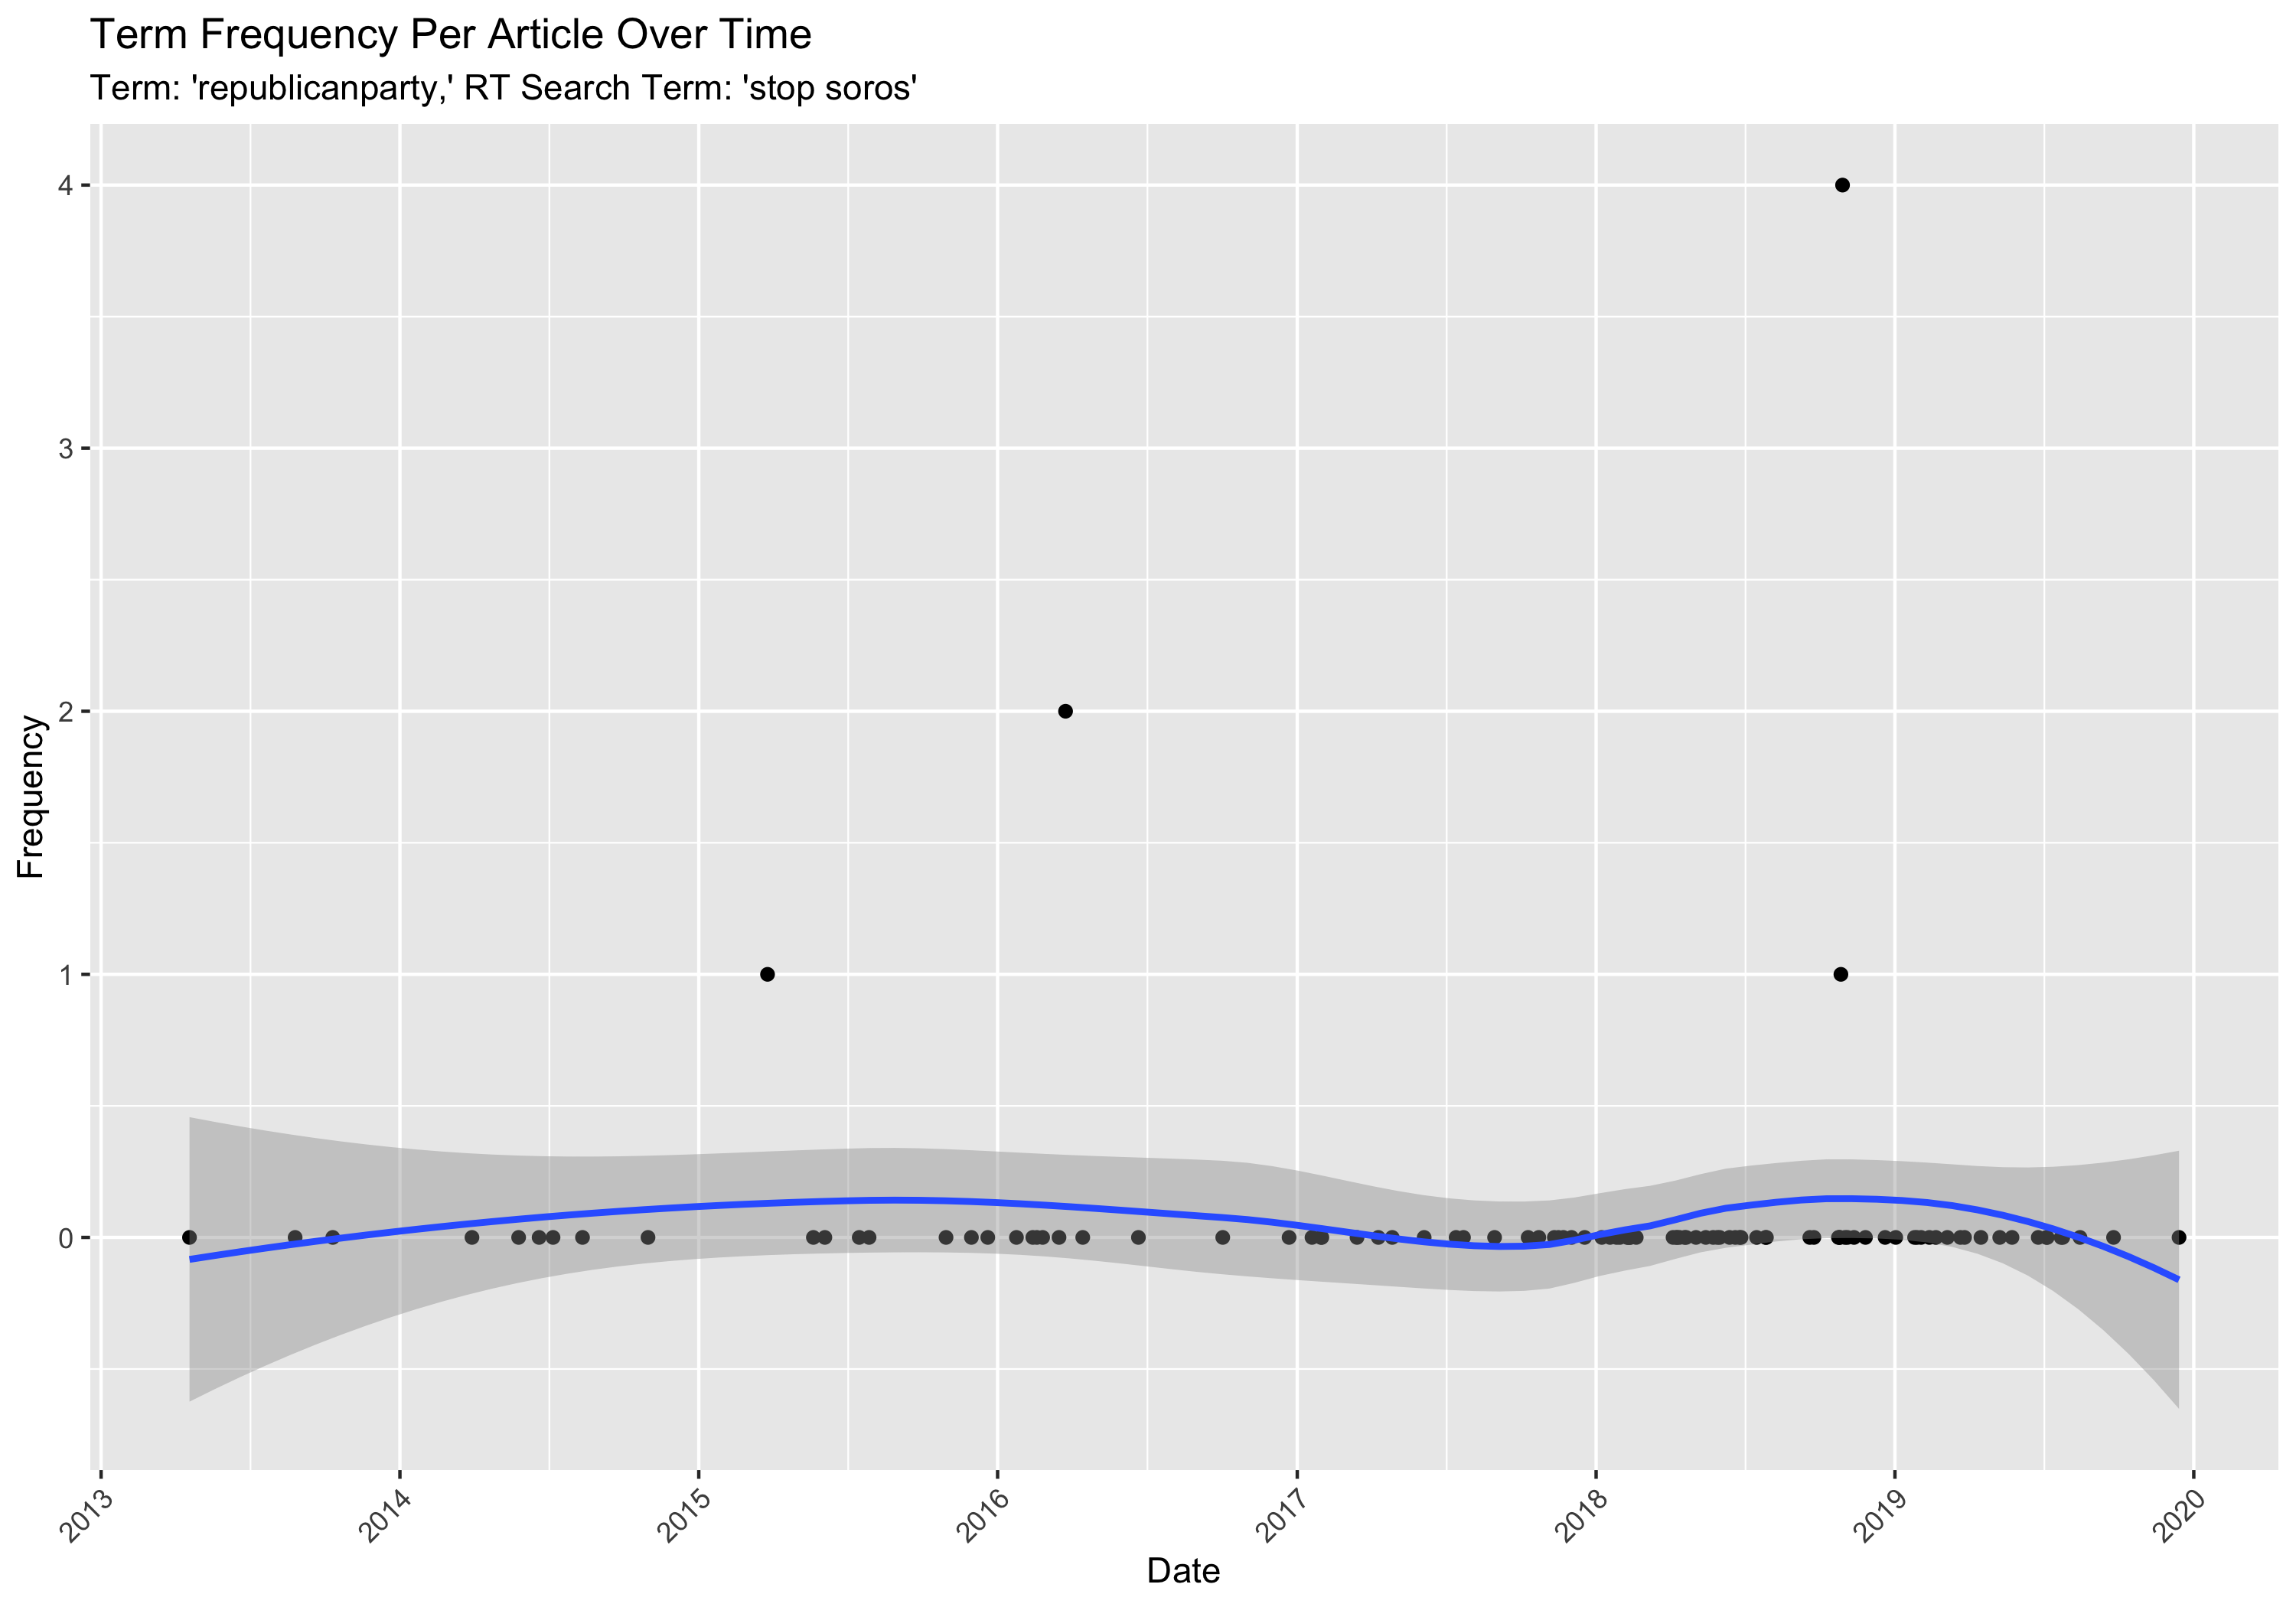 Term Frequency Per Article Over Time
Term: 'republicanparty,' RT Search Term: 'stop soros'
Frequency
4
3
2
1
0
2013 2014 2015 2016 2017 2018 2019 2020
Date